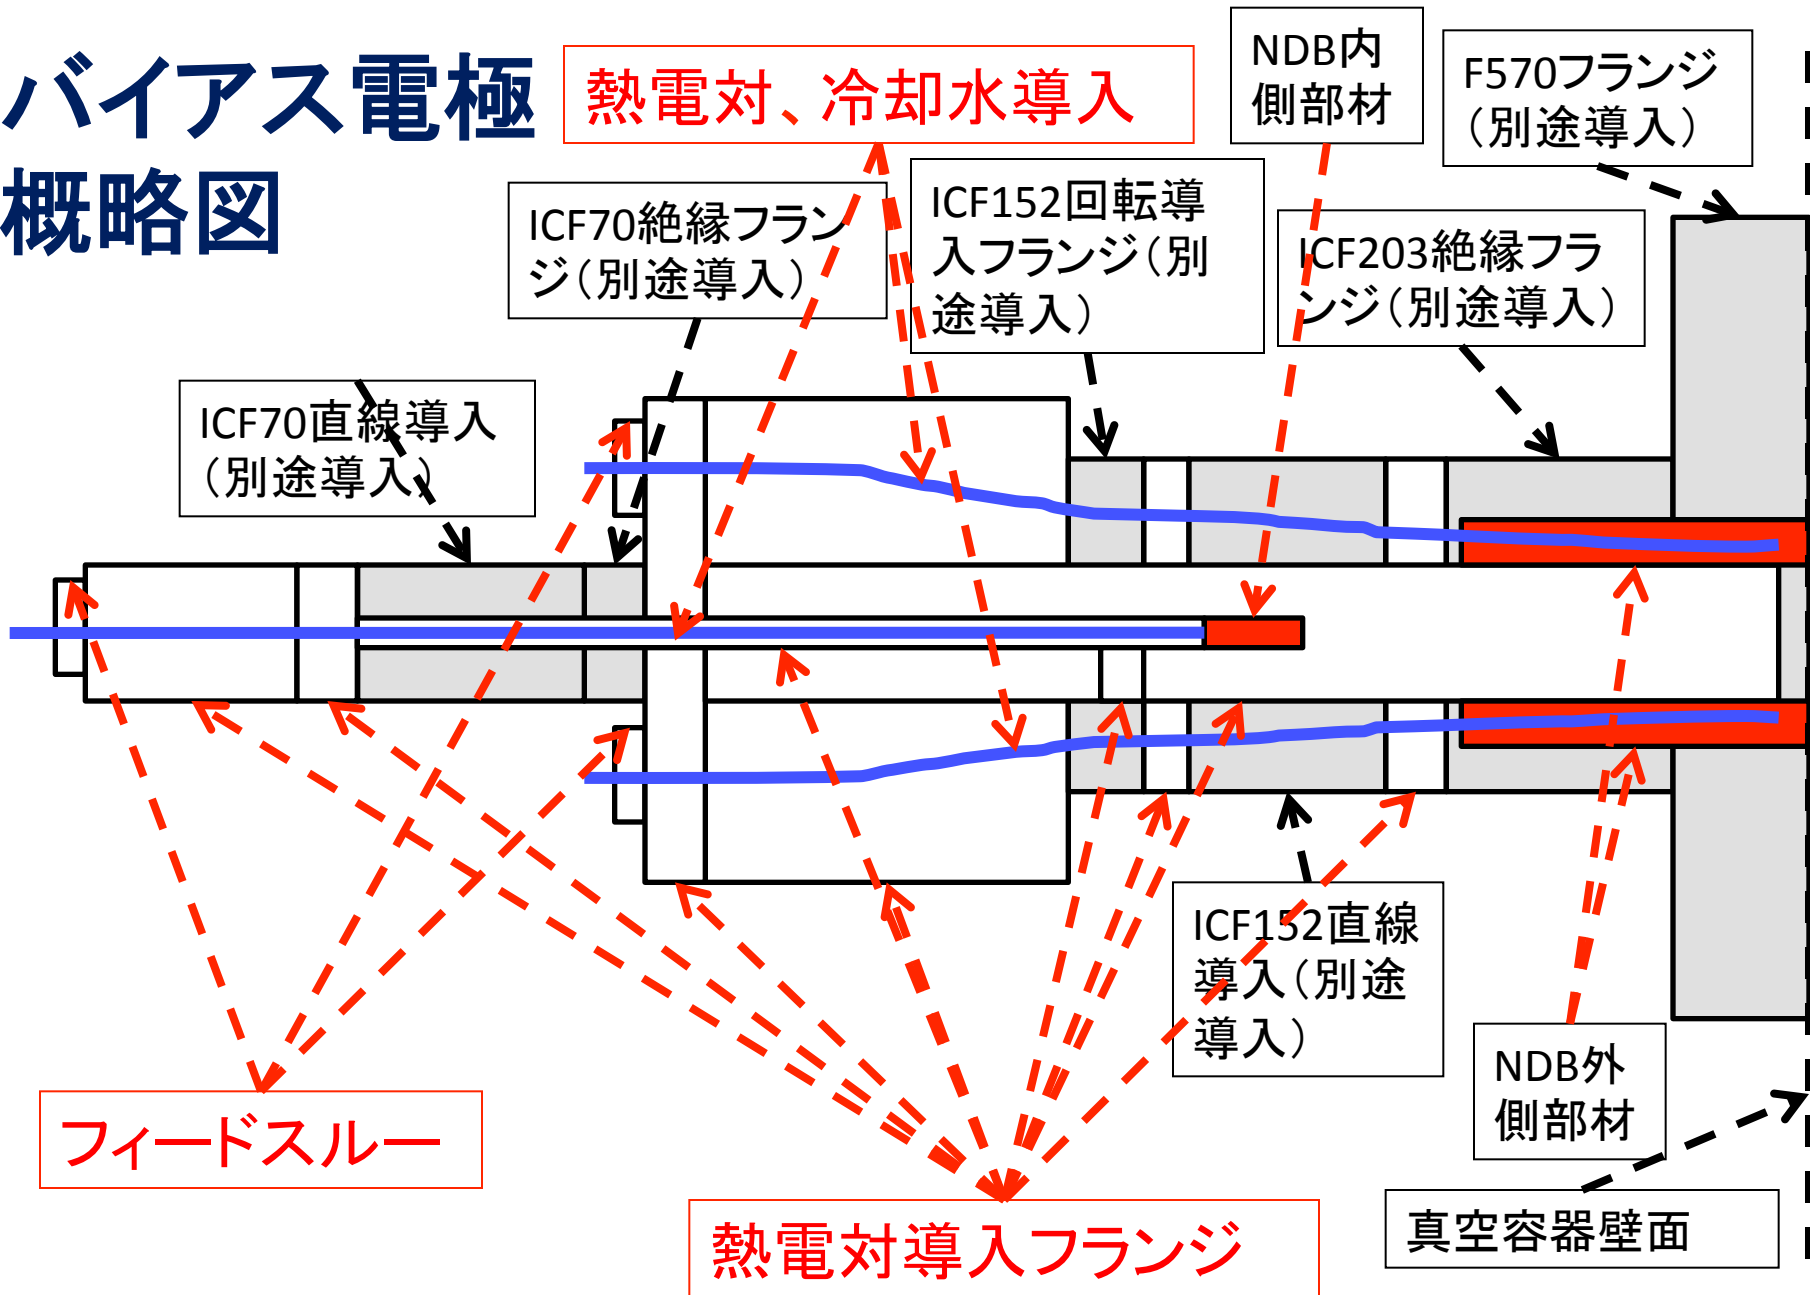 バイアス電極
概略図
熱電対、冷却水導入
NDB内
側部材
F570フランジ
（別途導入）
ICF70絶縁フラン
ジ（別途導入）
ICF152回転導
入フランジ（別
途導入）
ICF203絶縁フラ
ンジ（別途導入）
ICF70直線導入
（別途導入）
ICF152直線
導入（別途
導入）
NDB外
側部材
フィードスルー
熱電対導入フランジ
真空容器壁面